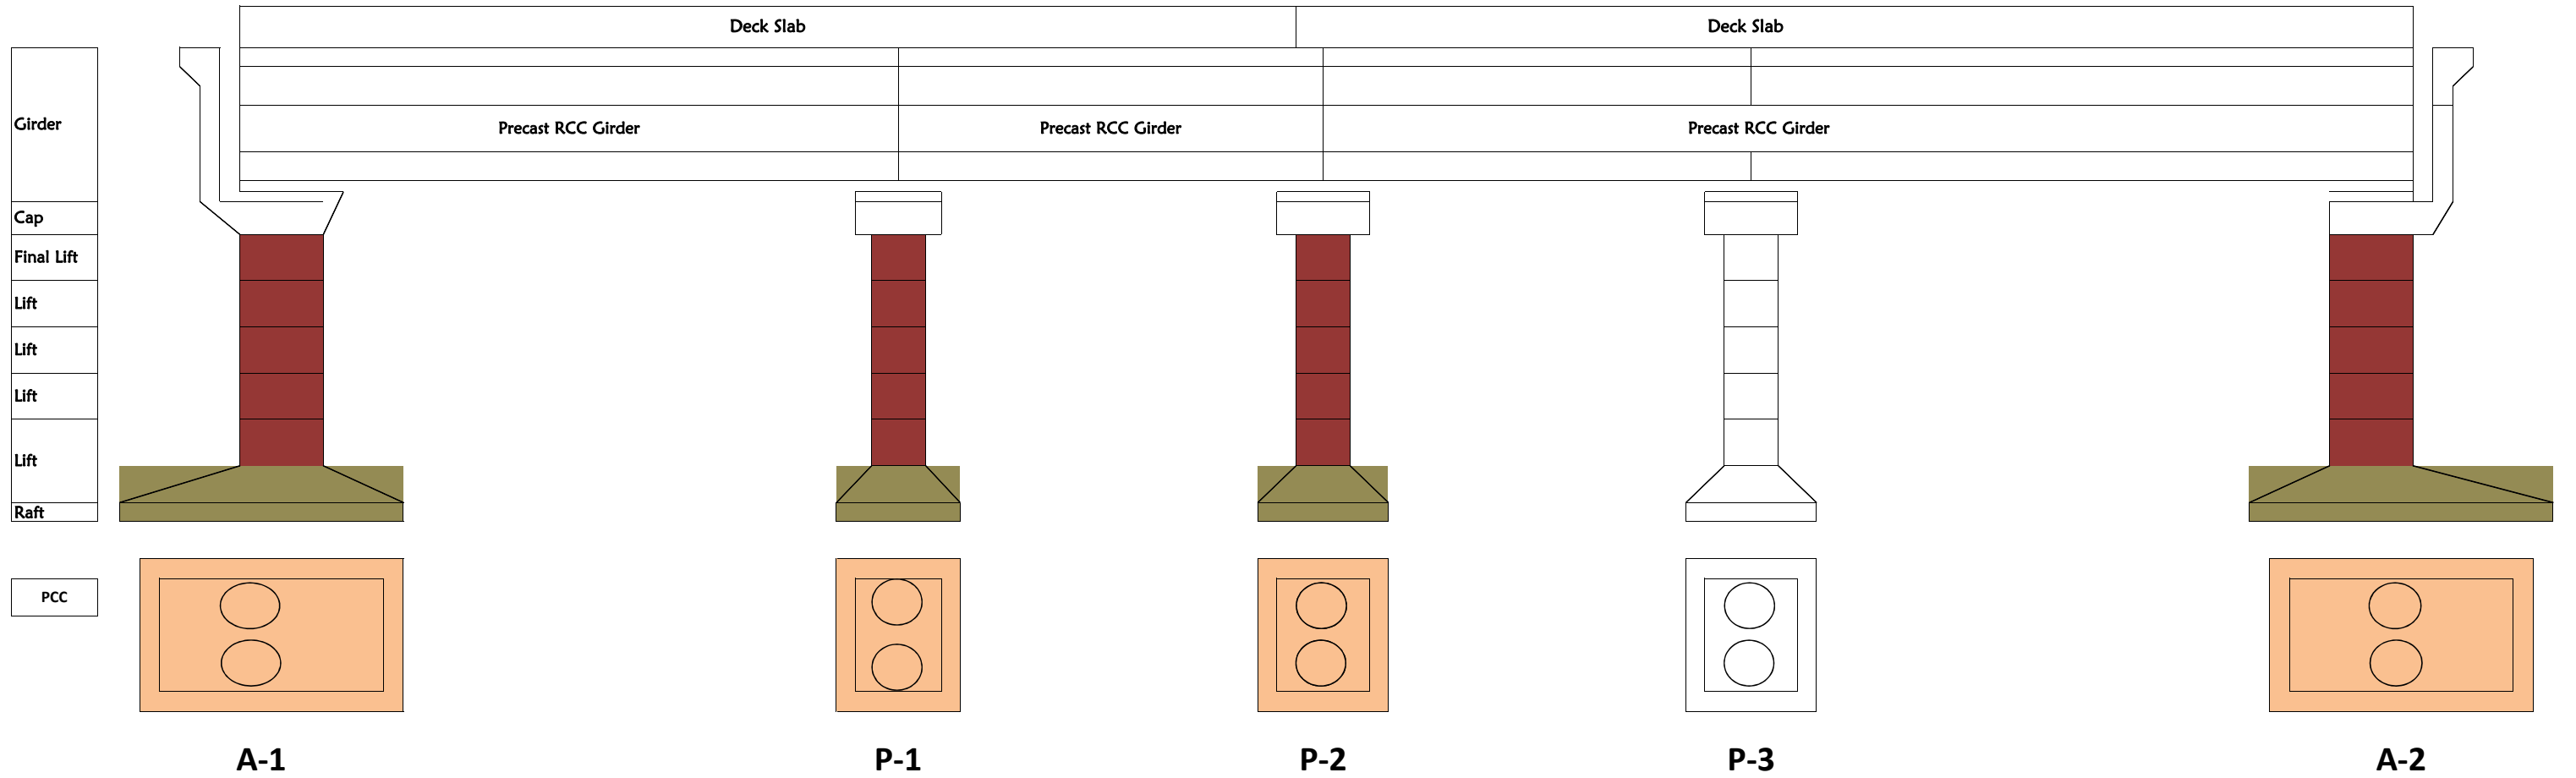 Deck Slab
Deck Slab
Girder
Precast RCC Girder
Precast RCC Girder
Precast RCC Girder
Cap
Final Lift
Lift
Lift
Lift
Lift
Raft
PCC
A-1
P-1
P-2
P-3
A-2